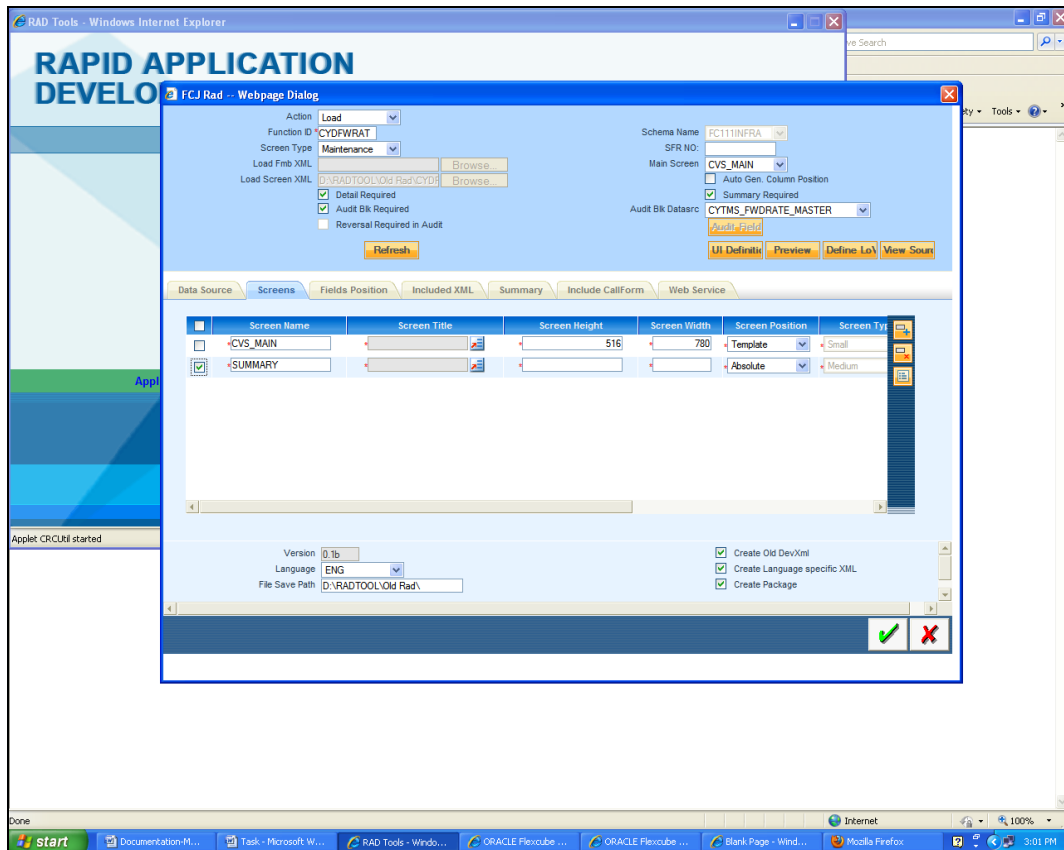 RAD Tools - Windows Internet Explorer
ve Search
RAPID APPLICATION
DEVELO
ety
Tools
FCJ Rad -- Webpage Dialog
Action Load
Function ID *CYDFWRAT
Schema Name FC111INFRA
Screen Type Maintenance
SFR NO:
Load Fmb XML Browse...
Main Screen CVS_MAIN
Load Screen XML D:\RADTOOL\Old Rad\CYDF Browse...
Auto Gen. Column Position
Detail Required
Summary Required
Audit Blk Required
Audit Blk Datasrc CYTMS_FWDRATE_MASTER
Reversal Required in Audit
Audit Field
Refresh
UI Definitio Preview Define LoV View Sour
Data Source Screens Fields Position Included XML Summary Include CallForm Web Service
Screen Name Screen Title Screen Height Screen Width Screen Position Screen Typ
*CVS_MAIN * * 516 * 780 * Template * Small
*SUMMARY * * * * Absolute * Medium
Appl
Applet CRCUtil started
Version 0.1b
Create Old DevXml
Language ENG
Create Language specific XML
File Save Path D:\RADTOOL\Old Rad\
Create Package
Done
Internet
100%
start
Documentation-M...
Task - Microsoft W...
RAD Tools - Windo...
ORACLE Flexcube ...
ORACLE Flexcube ...
Blank Page - Wind...
Mozilla Firefox
3:01 PM